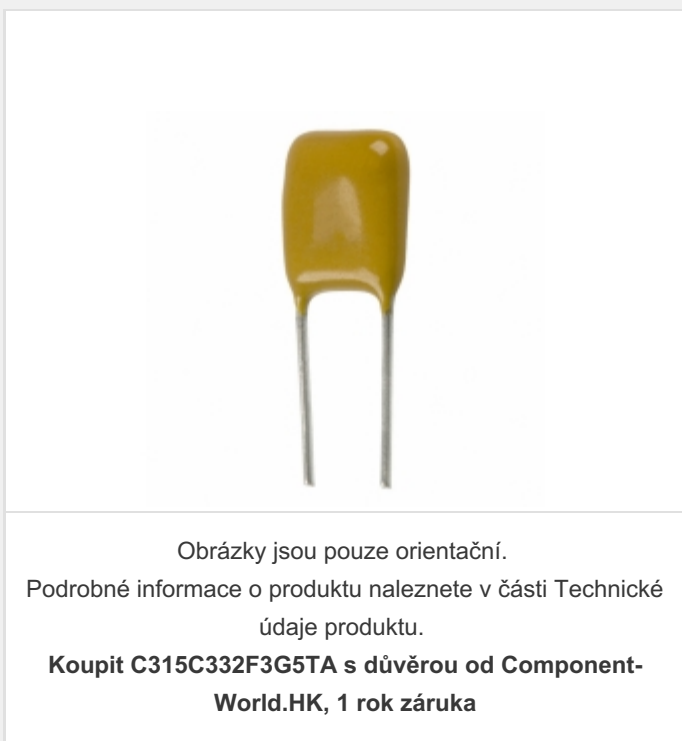 Obrázky jsou pouze orientační.
Podrobné informace o produktu naleznete v části Technické
údaje produktu.
Koupit C315C332F3G5TA s důvěrou od Component-
World.HK, 1 rok záruka